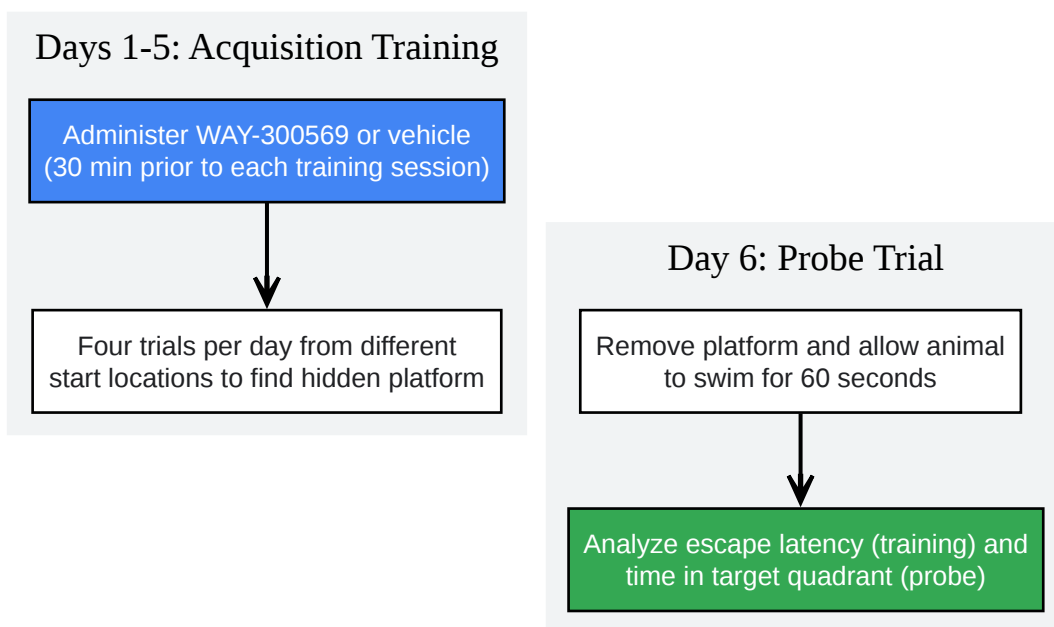 Days 1-5: Acquisition Training
Administer WAY-300569 or vehicle
(30 min prior to each training session)
Four trials per day from different
start locations to find hidden platform
Day 6: Probe Trial
Remove platform and allow animal
to swim for 60 seconds
Analyze escape latency (training) and
time in target quadrant (probe)